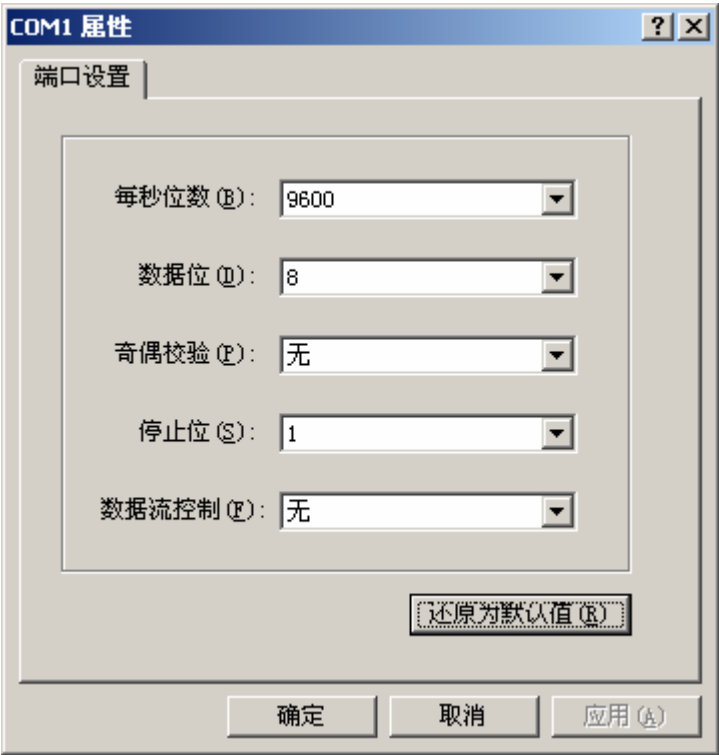 COM1 属性
端口设置
每秒位数(B): 9600
数据位(D): 8
奇偶校验(P): 无
停止位(S): 1
数据流控制(F): 无
还原为默认值(R)
确定 取消 应用(A)